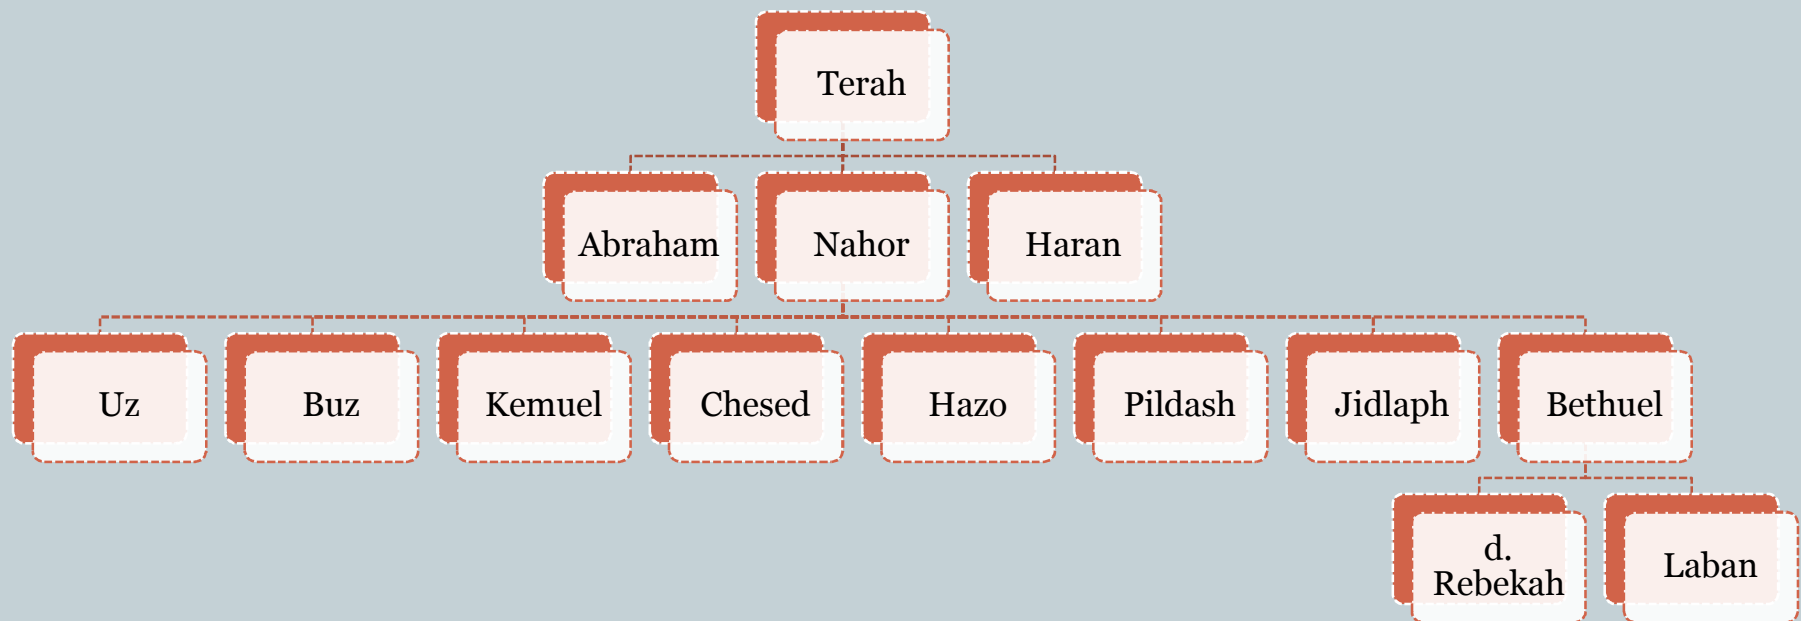 Terah
Abraham
Nahor
Haran
Uz
Buz
Kemuel
Chesed
Hazo
Pildash
Jidlaph
Bethuel
d.
Rebekah
Laban